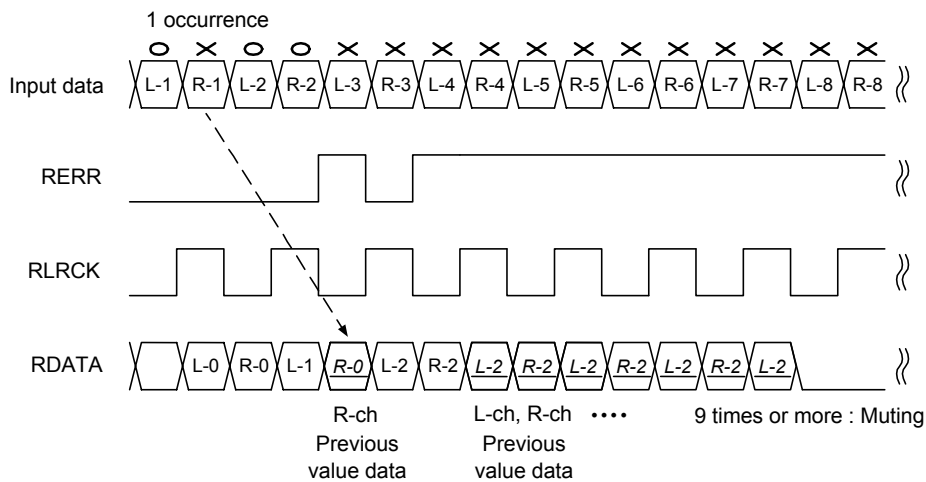 1 occurrence
O X O O X X X X X X X X X X X X
Input data L-1 R-1 L-2 R-2 L-3 R-3 L-4 R-4 L-5 R-5 L-6 R-6 L-7 R-7 L-8 R-8
RERR
RLRCK
RDATA L-0 R-0 L-1 R-0 L-2 R-2 L-2 R-2 L-2 R-2 L-2 R-2 L-2
R-ch L-ch, R-ch •••• 9 times or more : Muting
Previous Previous
value data value data